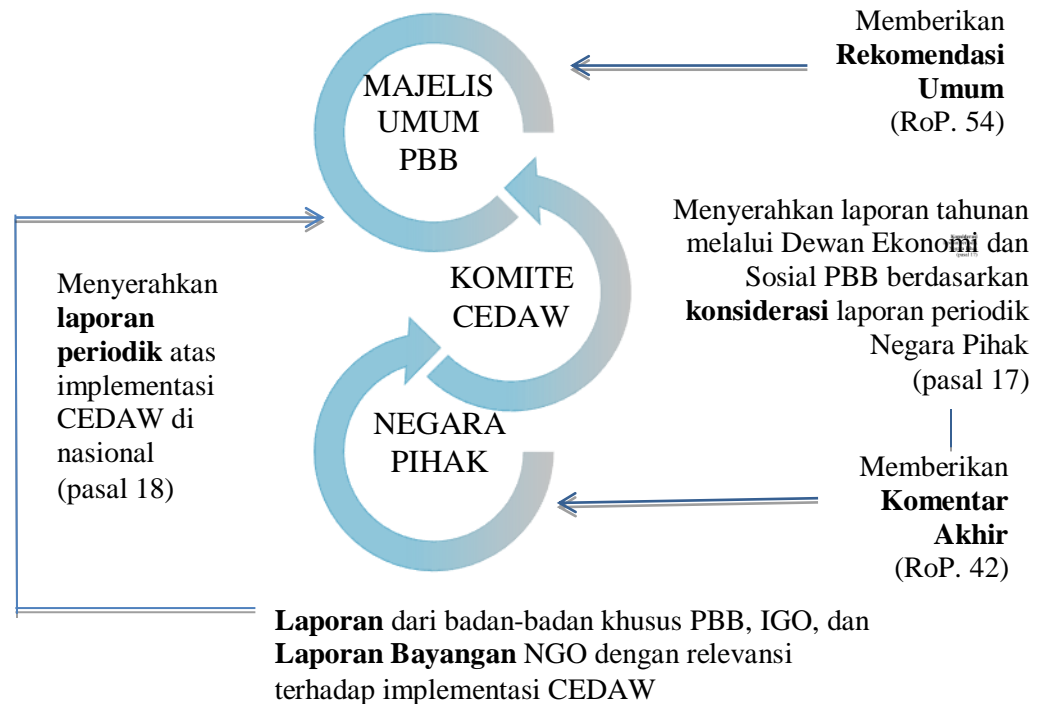 Memberikan
Rekomendasi
Umum
(RoP. 54)
MAJELIS
UMUM
PBB
Menyerahkan laporan tahunan
melalui Dewan Ekonomi dan
Sosial PBB berdasarkan
konsiderasi laporan periodik
Negara Pihak
(pasal 17)
KOMITE
CEDAW
Menyerahkan
laporan
periodik atas
implementasi
CEDAW di
nasional
(pasal 18)
NEGARA
PIHAK
Memberikan
Komentar
Akhir
(RoP. 42)
Laporan dari badan-badan khusus PBB, IGO, dan
Laporan Bayangan NGO dengan relevansi
terhadap implementasi CEDAW